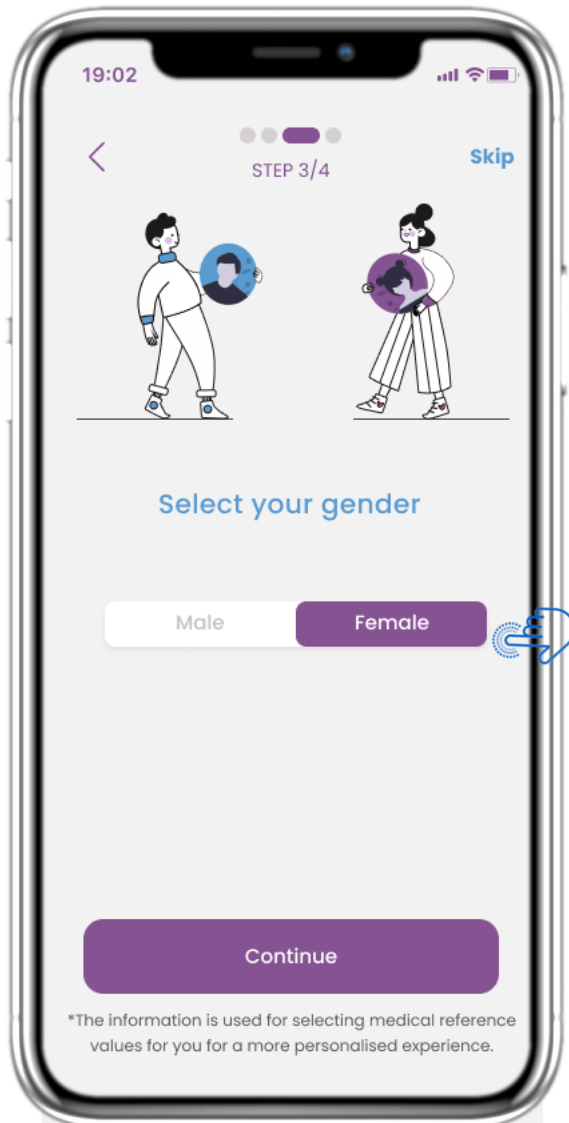 19:02
STEP 3/4
Skip
Select your gender
Male
Female
Continue
*The information is used for selecting medical reference
values for you for a more personalised experience.